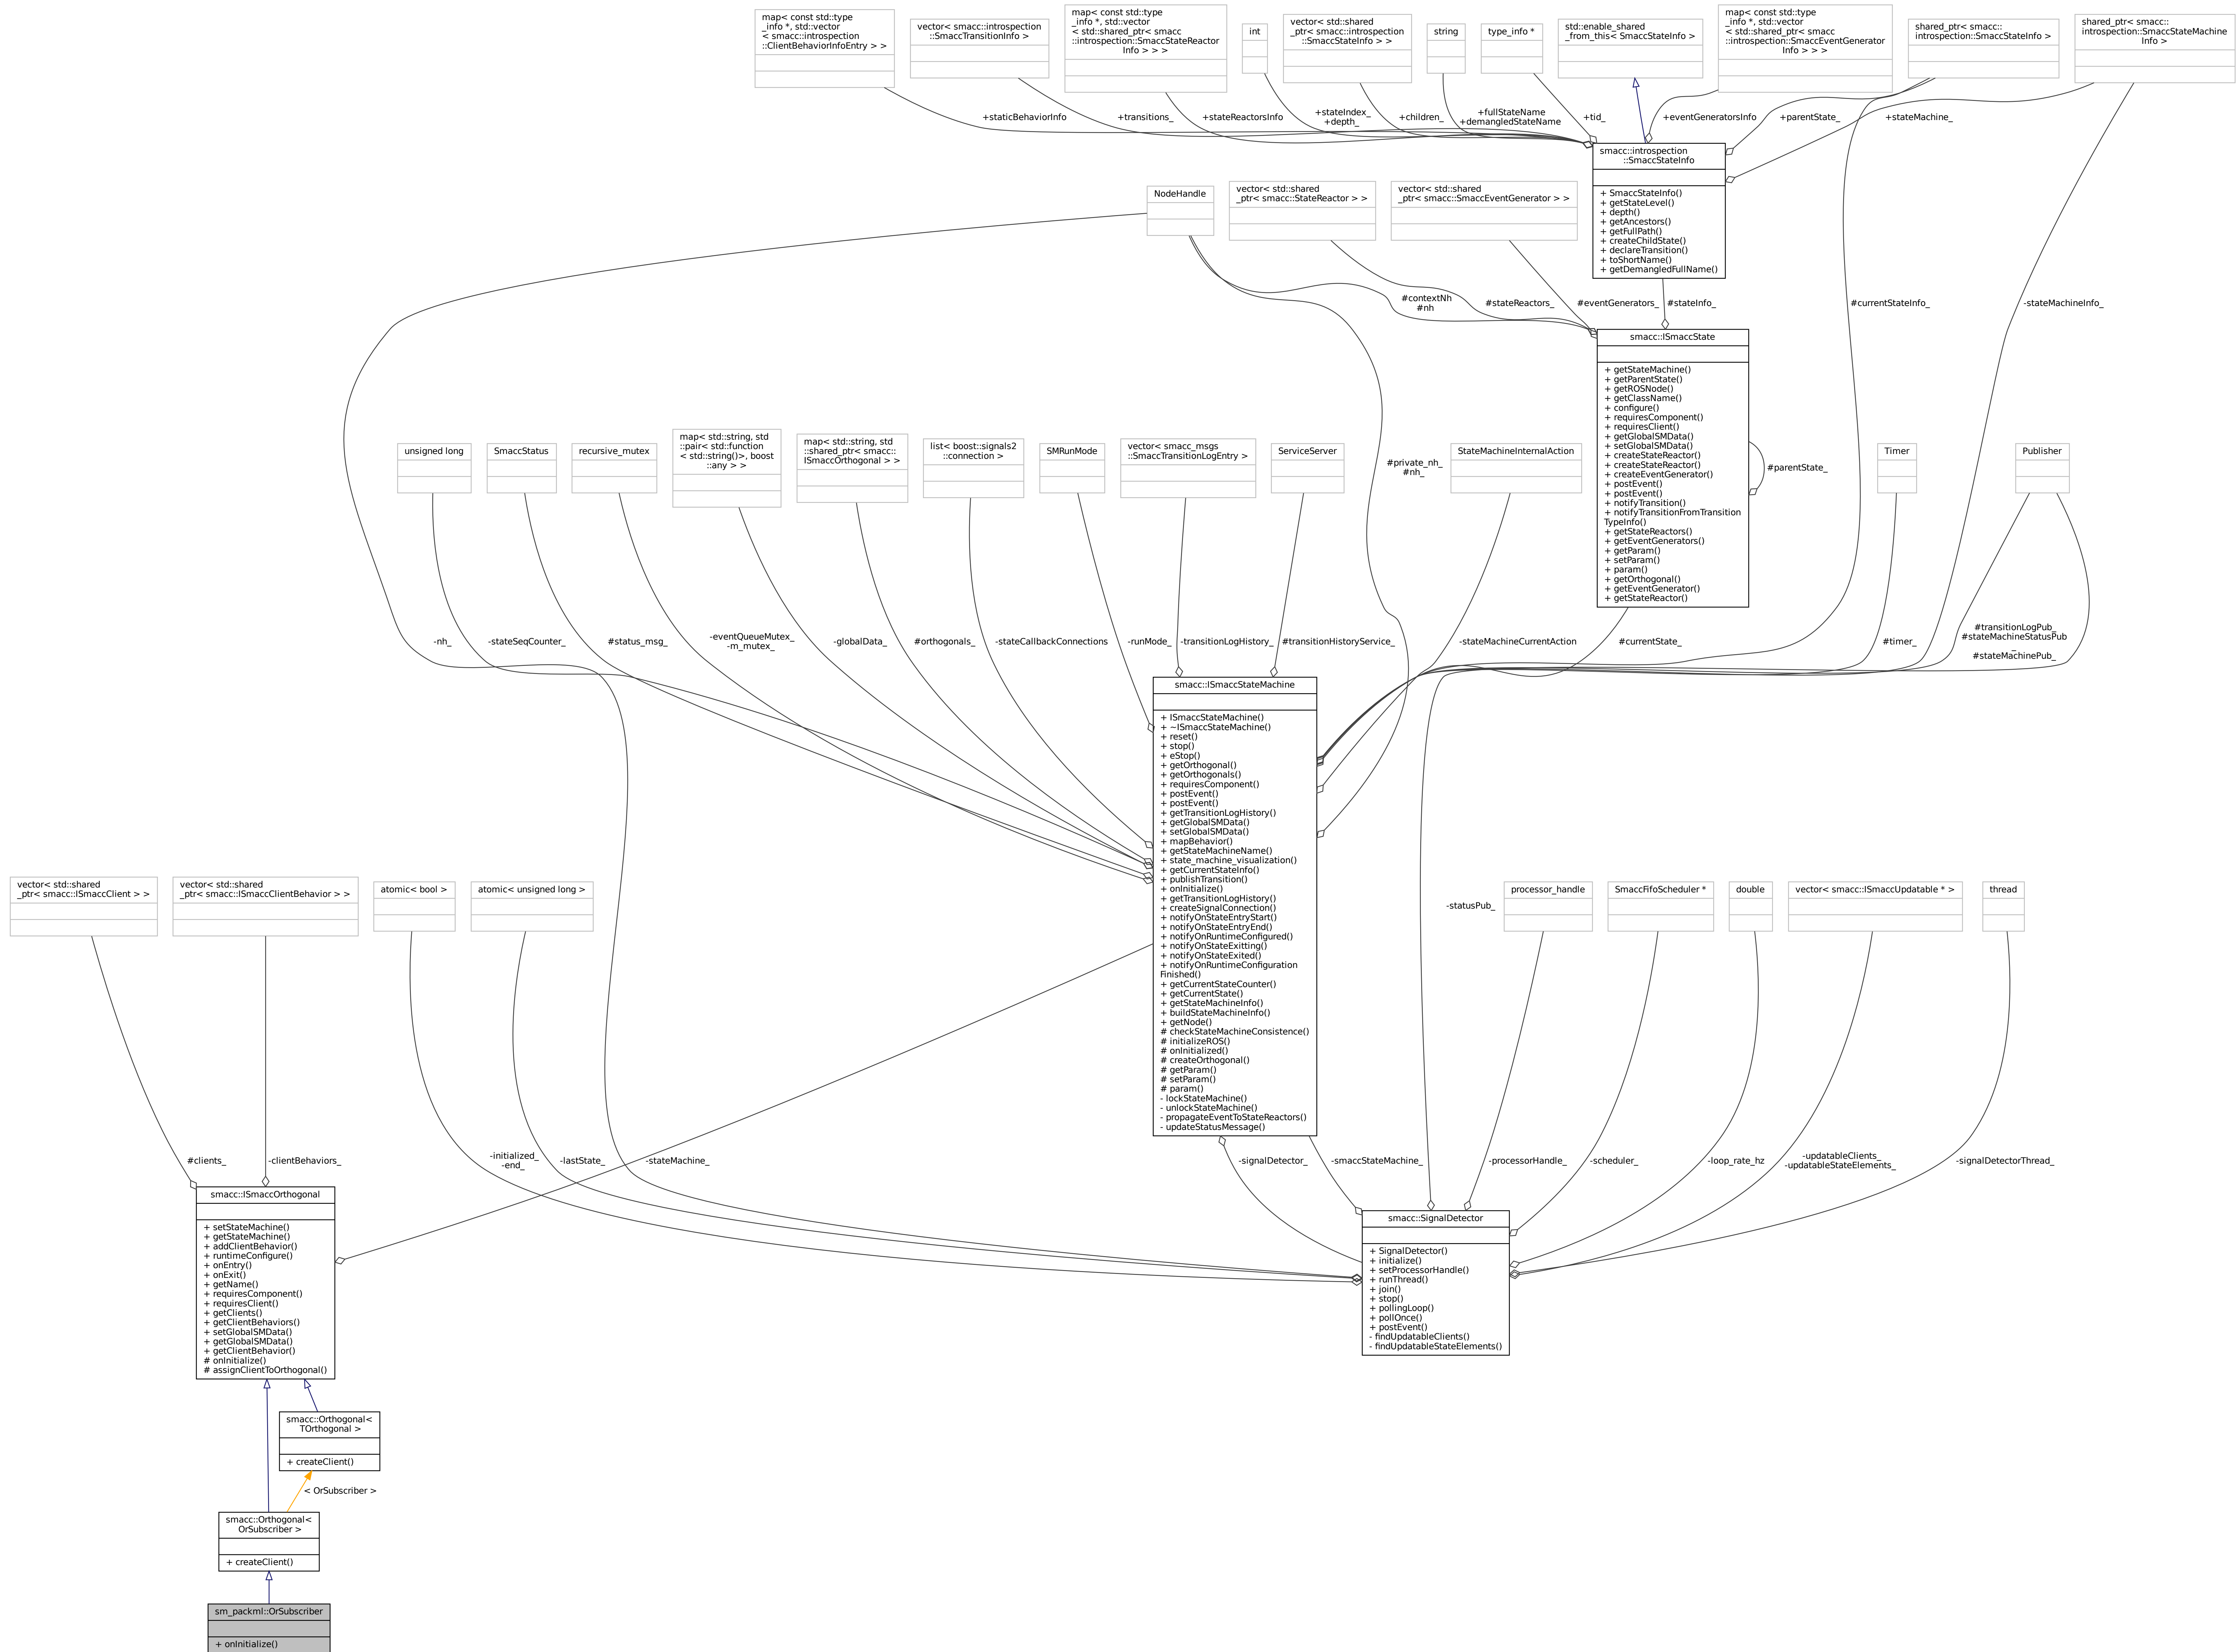 map< const std::type
_info *, std::vector
< smacc::introspection
::ClientBehaviorInfoEntry > >
vector< smacc::introspection
::SmaccTransitionInfo >
map< const std::type
_info *, std::vector
< std::shared_ptr< smacc
::introspection::SmaccStateReactor
Info > > >
int
vector< std::shared
_ptr< smacc::introspection
::SmaccStateInfo > >
string
type_info *
std::enable_shared
_from_this< SmaccStateInfo >
map< const std::type
_info *, std::vector
< std::shared_ptr< smacc
::introspection::SmaccEventGenerator
Info > > >
shared_ptr< smacc::
introspection::SmaccStateInfo >
shared_ptr< smacc::
introspection::SmaccStateMachine
Info >
+staticBehaviorInfo
+transitions_
+stateReactorsInfo
+stateIndex_
+depth_
+children_
+fullStateName
+demangledStateName
+tid_
+eventGeneratorsInfo
+parentState_
+stateMachine_
smacc::introspection
::SmaccStateInfo
+ SmaccStateInfo()
+ getStateLevel()
+ depth()
+ getAncestors()
+ getFullPath()
+ createChildState()
+ declareTransition()
+ toShortName()
+ getDemangledFullName()
NodeHandle
vector< std::shared
_ptr< smacc::StateReactor > >
vector< std::shared
_ptr< smacc::SmaccEventGenerator > >
#contextNh
#nh
#stateReactors_
#eventGenerators_
#stateInfo_
#currentStateInfo_
-stateMachineInfo_
smacc::ISmaccState
+ getStateMachine()
+ getParentState()
+ getROSNode()
+ getClassName()
+ configure()
+ requiresComponent()
+ requiresClient()
+ getGlobalSMData()
+ setGlobalSMData()
+ createStateReactor()
+ createStateReactor()
+ createEventGenerator()
+ postEvent()
+ postEvent()
+ notifyTransition()
+ notifyTransitionFromTransition
TypeInfo()
+ getStateReactors()
+ getEventGenerators()
+ getParam()
+ setParam()
+ param()
+ getOrthogonal()
+ getEventGenerator()
+ getStateReactor()
#parentState_
unsigned long
SmaccStatus
recursive_mutex
map< std::string, std
::pair< std::function
< std::string()>, boost
::any > >
map< std::string, std
::shared_ptr< smacc::
ISmaccOrthogonal > >
list< boost::signals2
::connection >
SMRunMode
vector< smacc_msgs
::SmaccTransitionLogEntry >
ServiceServer
#private_nh_
#nh_
StateMachineInternalAction
Timer
Publisher
-nh_
-stateSeqCounter_
#status_msg_
-eventQueueMutex_
-m_mutex_
-globalData_
#orthogonals_
-stateCallbackConnections
-runMode_
-transitionLogHistory_
#transitionHistoryService_
-stateMachineCurrentAction
#currentState_
#timer_
#transitionLogPub_
#stateMachineStatusPub
_
#stateMachinePub_
smacc::ISmaccStateMachine
+ ISmaccStateMachine()
+ ~ISmaccStateMachine()
+ reset()
+ stop()
+ eStop()
+ getOrthogonal()
+ getOrthogonals()
+ requiresComponent()
+ postEvent()
+ postEvent()
+ getTransitionLogHistory()
+ getGlobalSMData()
+ setGlobalSMData()
+ mapBehavior()
+ getStateMachineName()
+ state_machine_visualization()
+ getCurrentStateInfo()
+ publishTransition()
+ onInitialize()
+ getTransitionLogHistory()
+ createSignalConnection()
+ notifyOnStateEntryStart()
+ notifyOnStateEntryEnd()
+ notifyOnRuntimeConfigured()
+ notifyOnStateExitting()
+ notifyOnStateExited()
+ notifyOnRuntimeConfiguration
Finished()
+ getCurrentStateCounter()
+ getCurrentState()
+ getStateMachineInfo()
+ buildStateMachineInfo()
+ getNode()
# checkStateMachineConsistence()
# initializeROS()
# onInitialized()
# createOrthogonal()
# getParam()
# setParam()
# param()
- lockStateMachine()
- unlockStateMachine()
- propagateEventToStateReactors()
- updateStatusMessage()
vector< std::shared
_ptr< smacc::ISmaccClient > >
vector< std::shared
_ptr< smacc::ISmaccClientBehavior > >
atomic< bool >
atomic< unsigned long >
-statusPub_
processor_handle
SmaccFifoScheduler *
double
vector< smacc::ISmaccUpdatable * >
thread
#clients_
-clientBehaviors_
-initialized_
-end_
-lastState_
-stateMachine_
-signalDetector_
-smaccStateMachine_
-processorHandle_
-scheduler_
-loop_rate_hz
-updatableClients_
-updatableStateElements_
-signalDetectorThread_
smacc::ISmaccOrthogonal
+ setStateMachine()
+ getStateMachine()
+ addClientBehavior()
+ runtimeConfigure()
+ onEntry()
+ onExit()
+ getName()
+ requiresComponent()
+ requiresClient()
+ getClients()
+ getClientBehaviors()
+ setGlobalSMData()
+ getGlobalSMData()
+ getClientBehavior()
# onInitialize()
# assignClientToOrthogonal()
smacc::SignalDetector
+ SignalDetector()
+ initialize()
+ setProcessorHandle()
+ runThread()
+ join()
+ stop()
+ pollingLoop()
+ pollOnce()
+ postEvent()
- findUpdatableClients()
- findUpdatableStateElements()
smacc::Orthogonal<
TOrthogonal >
+ createClient()
< OrSubscriber >
smacc::Orthogonal<
OrSubscriber >
+ createClient()
sm_packml::OrSubscriber
+ onInitialize()